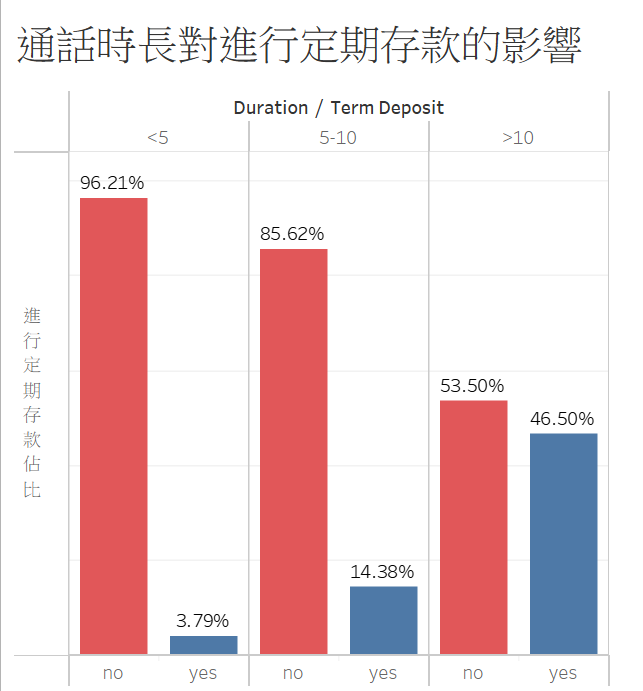 通話時長對進行定期存款的影響
Duration / Term Deposit
<5
5-10
>10
進行定期存款佔比
96.21%
3.79%
85.62%
14.38%
53.50%
46.50%
no
yes
no
yes
no
yes